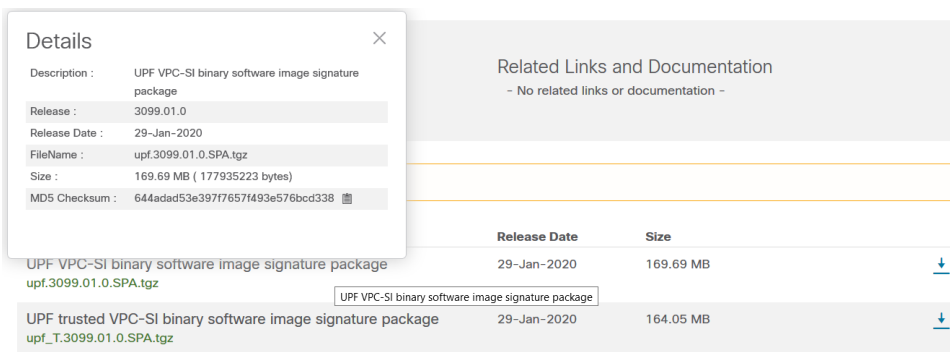 Details
Description : UPF VPC-SI binary software image signature
package
Release : 3099.01.0
Release Date : 29-Jan-2020
FileName : upf.3099.01.0.SPA.tgz
Size : 169.69 MB ( 177935223 bytes)
MD5 Checksum : 644adad53e397f7657f493e576bcd338
Related Links and Documentation
- No related links or documentation -
Release Date Size
UPF VPC-SI binary software image signature package 29-Jan-2020 169.69 MB
upf.3099.01.0.SPA.tgz
UPF VPC-SI binary software image signature package
UPF trusted VPC-SI binary software image signature package 29-Jan-2020 164.05 MB
upf_T.3099.01.0.SPA.tgz